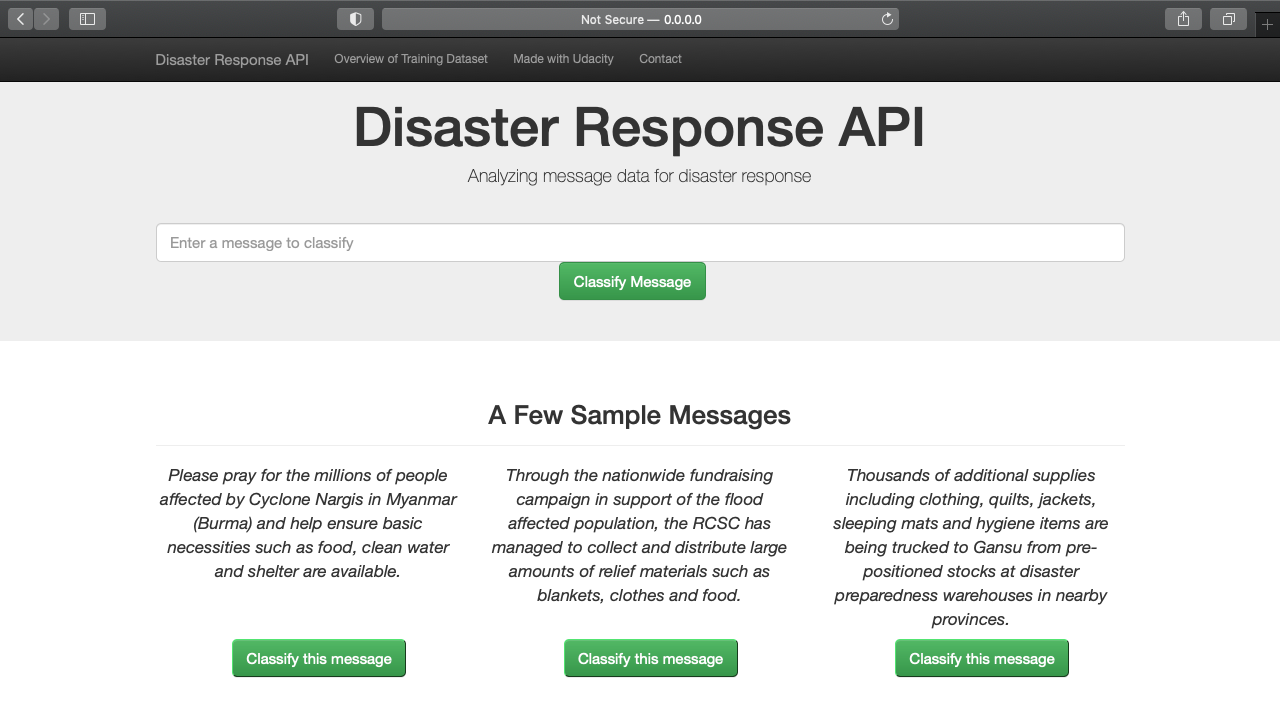 Not Secure — 0.0.0.0
Disaster Response API Overview of Training Dataset Made with Udacity Contact
Disaster Response API
Analyzing message data for disaster response
Enter a message to classify
Classify Message
A Few Sample Messages
Please pray for the millions of people
affected by Cyclone Nargis in Myanmar
(Burma) and help ensure basic
necessities such as food, clean water
and shelter are available.
Classify this message
Through the nationwide fundraising
campaign in support of the flood
affected population, the RCSC has
managed to collect and distribute large
amounts of relief materials such as
blankets, clothes and food.
Classify this message
Thousands of additional supplies
including clothing, quilts, jackets,
sleeping mats and hygiene items are
being trucked to Gansu from pre-
positioned stocks at disaster
preparedness warehouses in nearby
provinces.
Classify this message